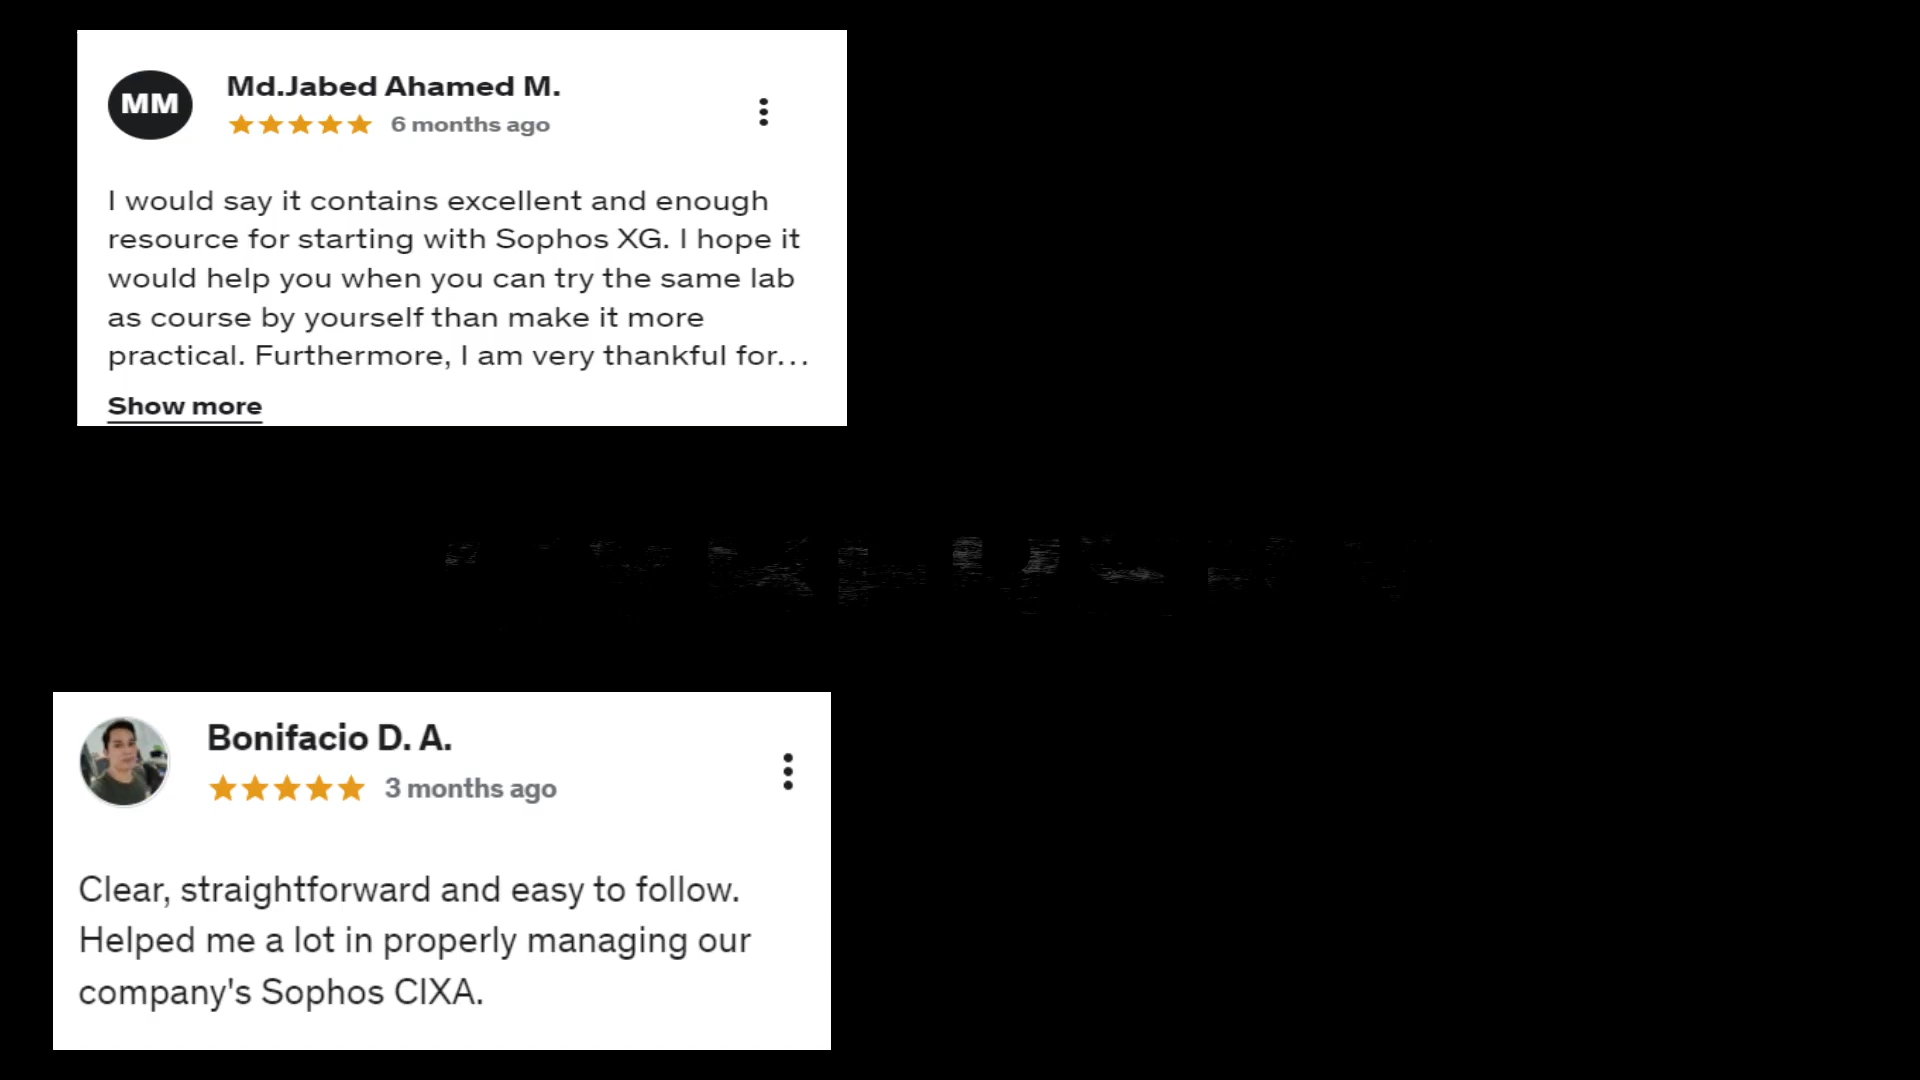 MM
Md.Jabed Ahamed M.
6 months ago
I would say it contains excellent and enough
resource for starting with Sophos XG. I hope it
would help you when you can try the same lab
as course by yourself than make it more
practical. Furthermore, I am very thankful for...
Show more
Bonifacio D. A.
3 months ago
Clear, straightforward and easy to follow.
Helped me a lot in properly managing our
company's Sophos CIXA.